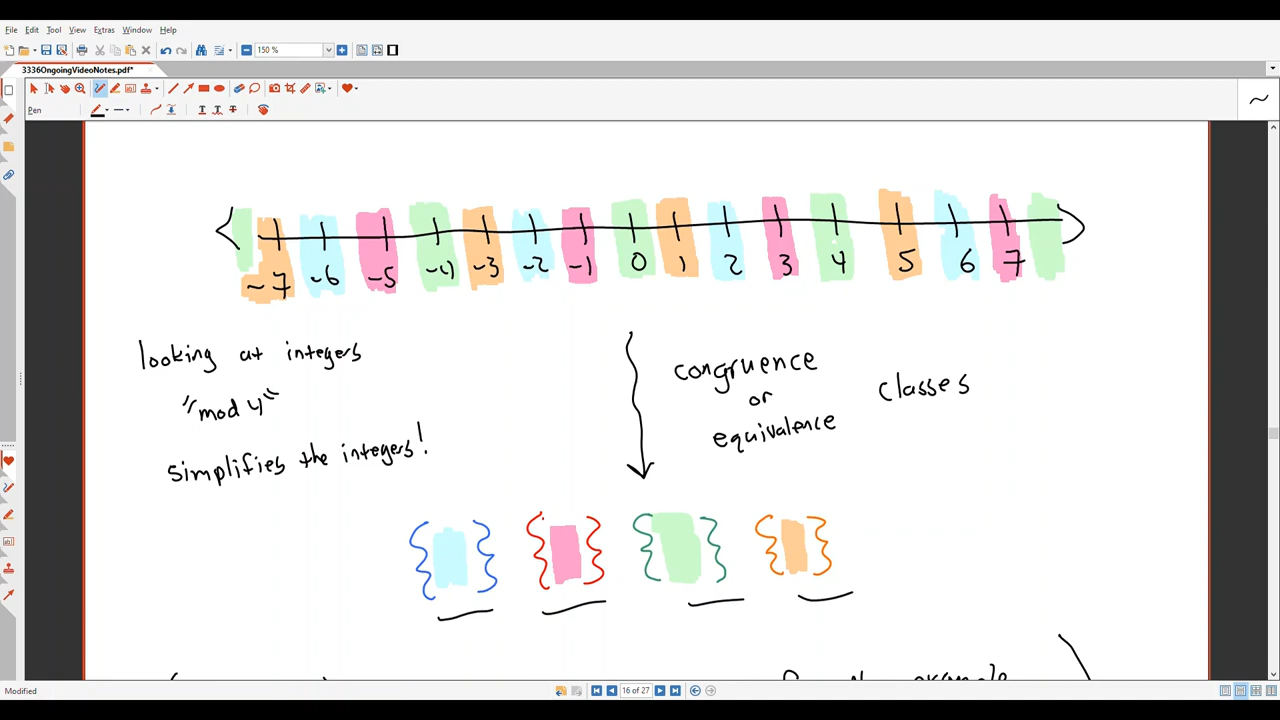 File Edit Tool View Extras Window Help
150 %
3336OngoingVideoNotes.pdf*
Pen
-7 -6 -5 -4 -3 -2 -1 0 1 2 3 4 5 6 7
looking at integers
"mod 4"
simplifies the integers!
congruence
or
equivalence
classes
example
Modified
16 of 27